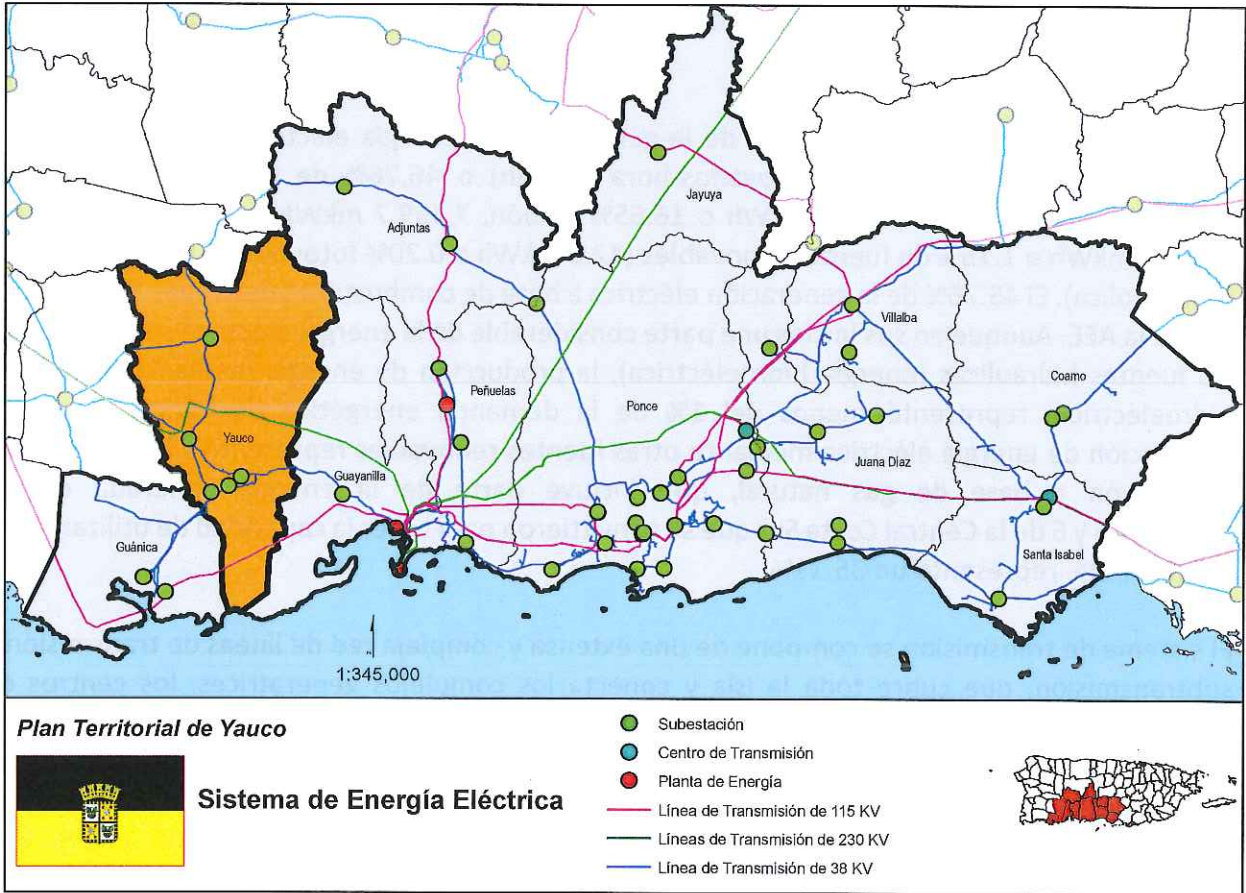 Jayuya
Adjuntas
Villalba
Coamo
Peñuelas
Ponce
Yauco
Juana Díaz
Guayanilla
Guánica
Santa Isabel
1:345,000
Plan Territorial de Yauco
Sistema de Energía Eléctrica
Subestación
Centro de Transmisión
Planta de Energía
Línea de Transmisión de 115 KV
Líneas de Transmisión de 230 KV
Línea de Transmisión de 38 KV